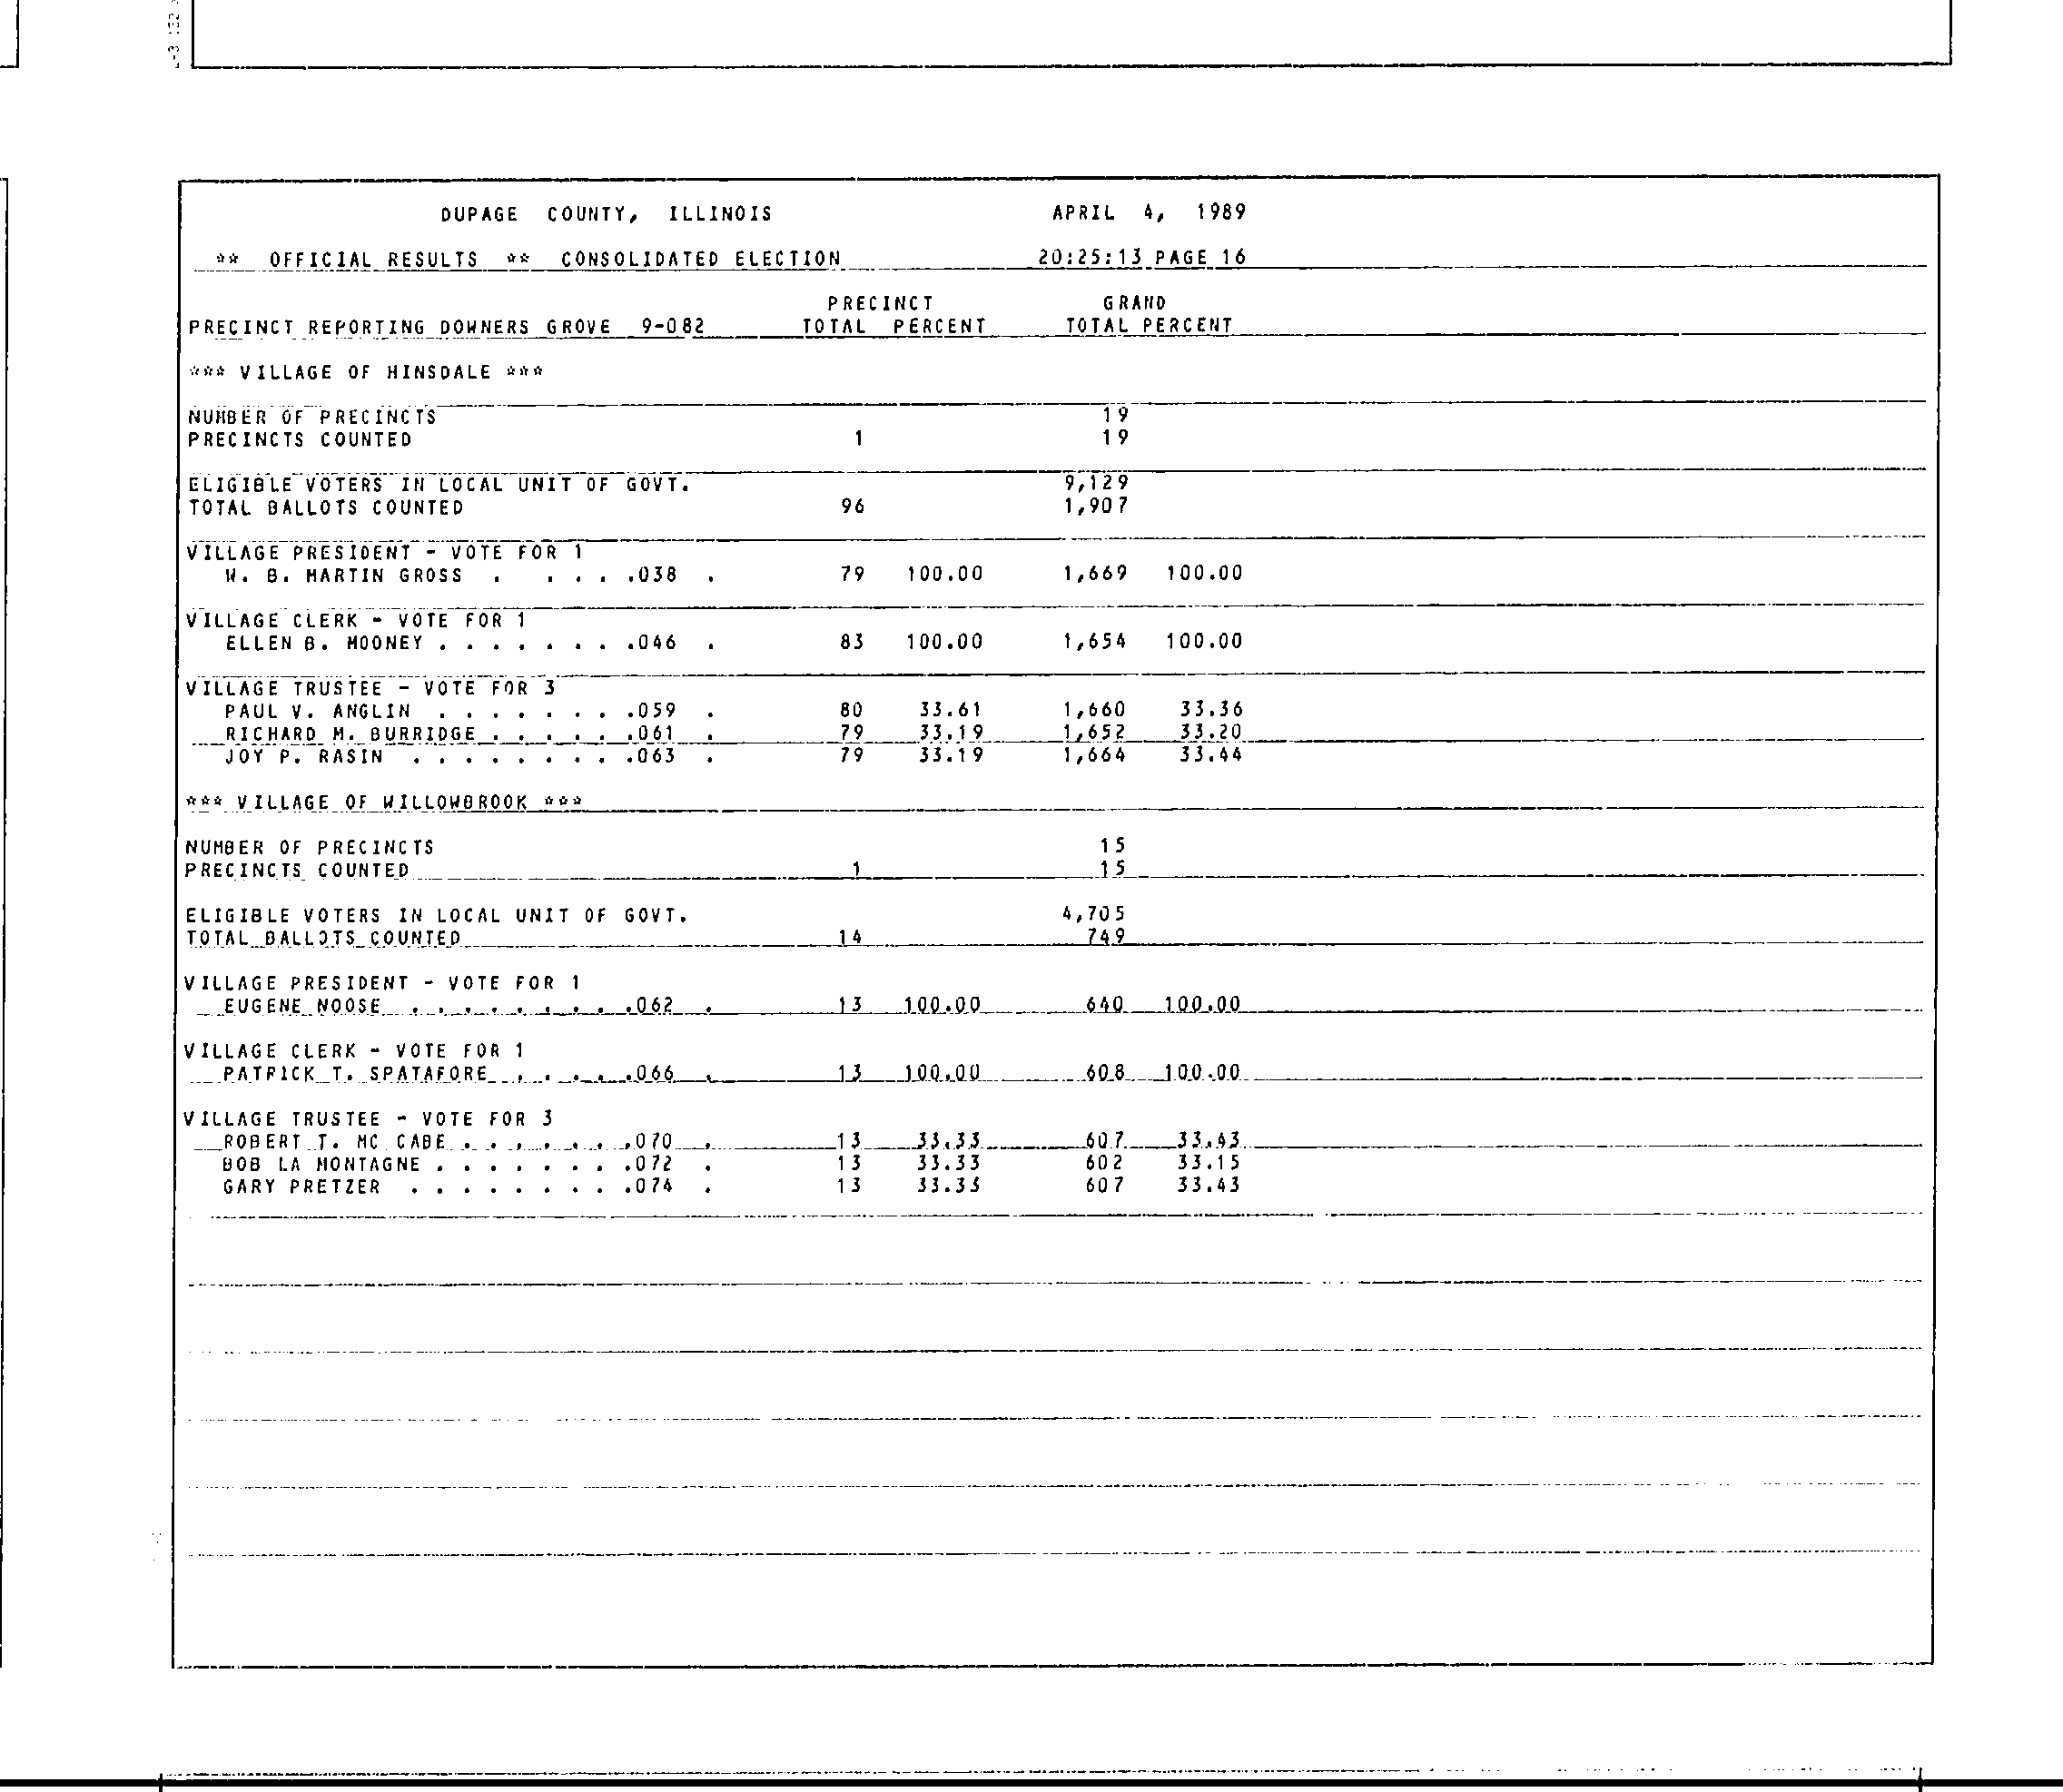 DUPAGE COUNTY, ILLINOIS APRIL 4, 1989
** OFFICIAL RESULTS ** CONSOLIDATED ELECTION 20:25:13 PAGE 16
PRECINCT GRAND
PRECINCT REPORTING DOWNERS GROVE 9-082 TOTAL PERCENT TOTAL PERCENT
*** VILLAGE OF HINSDALE ***
NUMBER OF PRECINCTS 19
PRECINCTS COUNTED 1 19
ELIGIBLE VOTERS IN LOCAL UNIT OF GOVT. 9,129
TOTAL BALLOTS COUNTED 96 1,907
VILLAGE PRESIDENT - VOTE FOR 1
W. B. MARTIN GROSS . . . . .038 . 79 100.00 1,669 100.00
VILLAGE CLERK - VOTE FOR 1
ELLEN B. MOONEY . . . . . . . .046 . 83 100.00 1,654 100.00
VILLAGE TRUSTEE - VOTE FOR 3
PAUL V. ANGLIN . . . . . . . .059 . 80 33.61 1,660 33.36
RICHARD M. BURRIDGE . . . . . .061 . 79 33.19 1,652 33.20
JOY P. RASIN . . . . . . . . .063 . 79 33.19 1,664 33.44
*** VILLAGE OF WILLOWBROOK ***
NUMBER OF PRECINCTS 15
PRECINCTS COUNTED 1 15
ELIGIBLE VOTERS IN LOCAL UNIT OF GOVT. 4,705
TOTAL BALLOTS COUNTED 14 749
VILLAGE PRESIDENT - VOTE FOR 1
EUGENE NOOSE . . . . . . . . .062 . 13 100.00 640 100.00
VILLAGE CLERK - VOTE FOR 1
PATRICK T. SPATAFORE . . . . .066 . 13 100.00 608 100.00
VILLAGE TRUSTEE - VOTE FOR 3
ROBERT T. MC CABE . . . . . . .070 . 13 33.33 607 33.43
BOB LA MONTAGNE . . . . . . . .072 . 13 33.33 602 33.15
GARY PRETZER . . . . . . . . .074 . 13 33.33 607 33.43